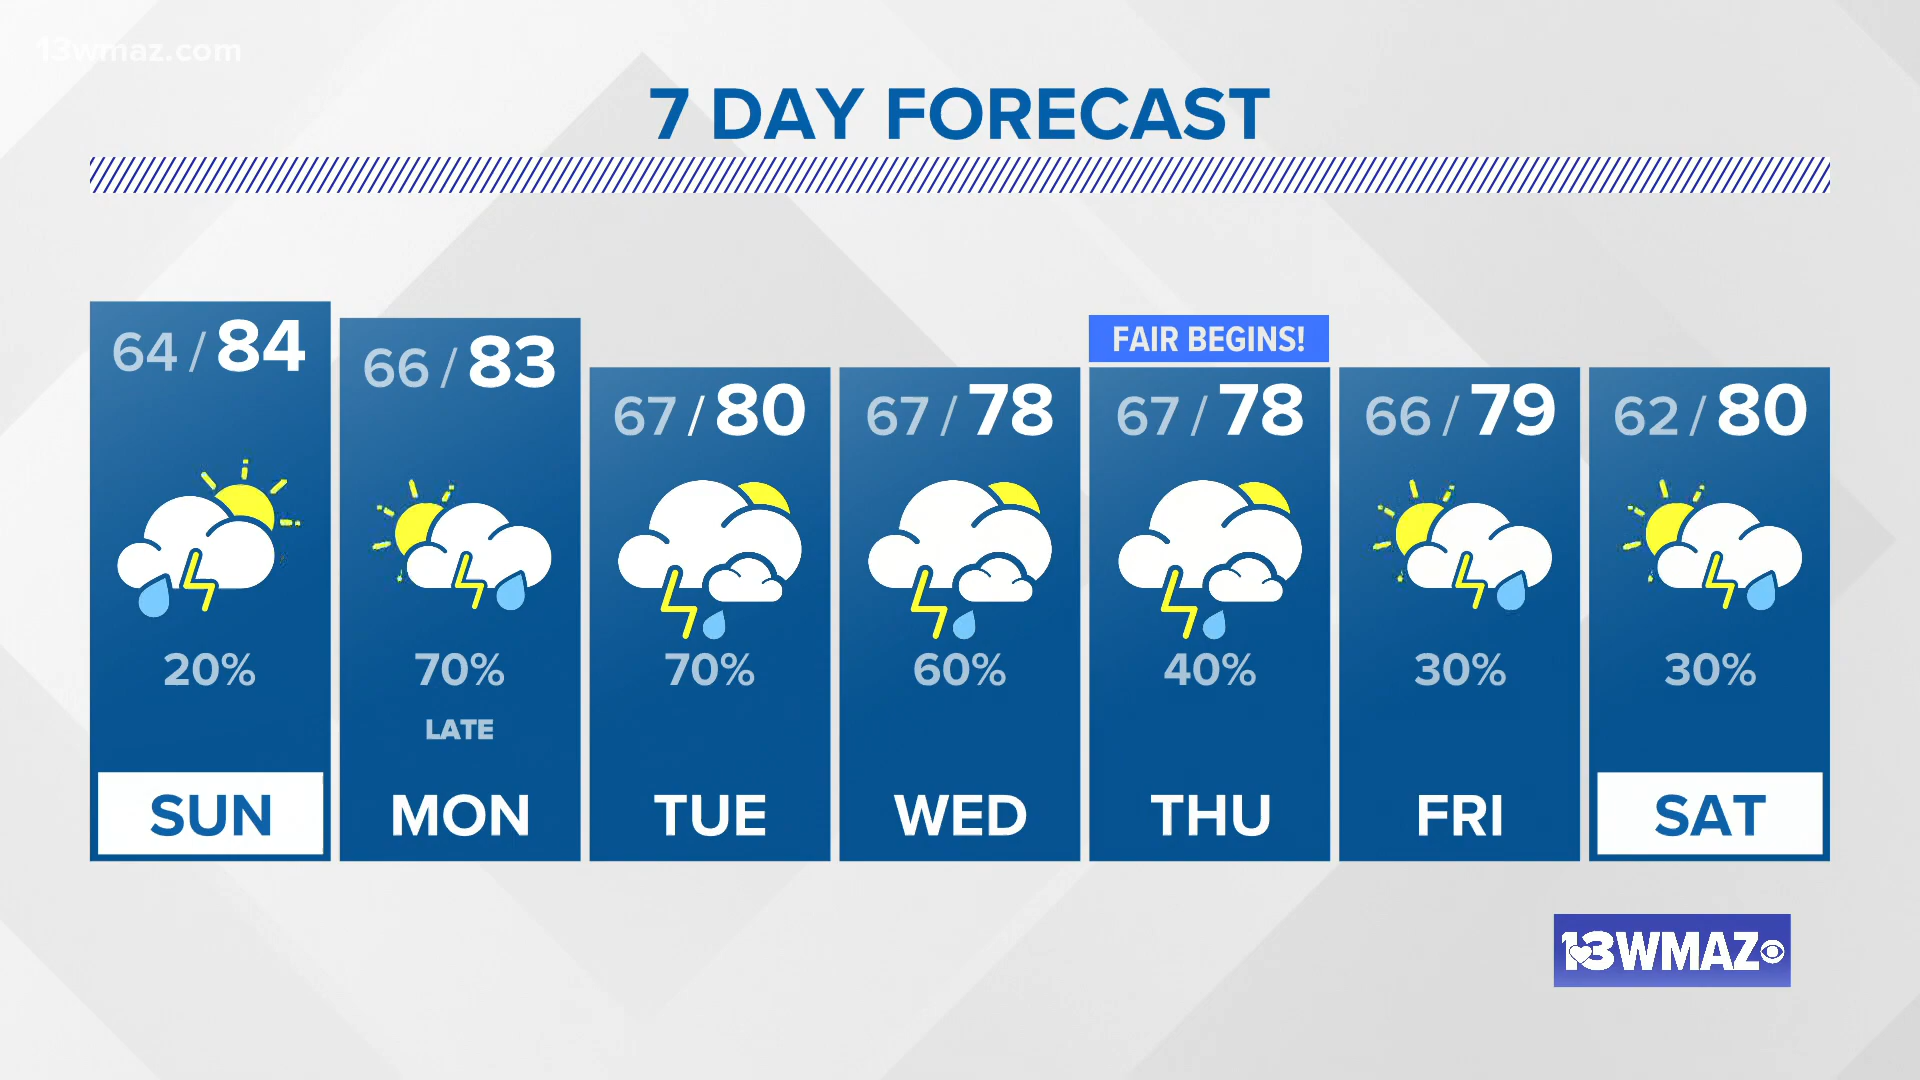 13wmaz.com
7 DAY FORECAST
64 / 84
66 / 83
67 / 80
67 / 78
FAIR BEGINS!
67 / 78
66 / 79
62 / 80
20%
70%
70%
60%
40%
30%
30%
LATE
SUN
MON
TUE
WED
THU
FRI
SAT
13WMAZ